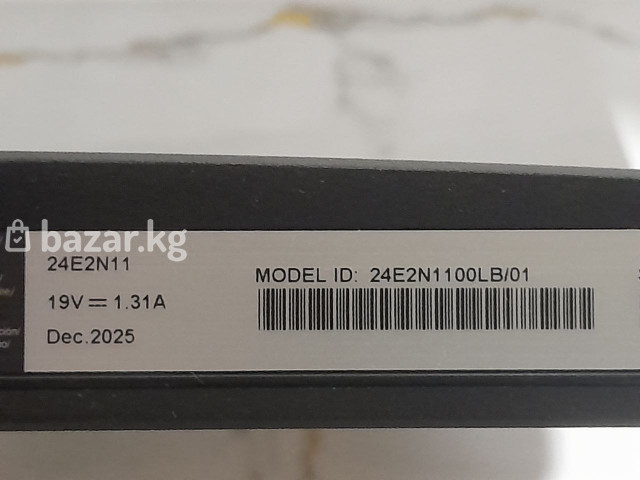 bazar.kg
24E2N11
19V ⎓ 1.31A
Dec.2025
MODEL ID: 24E2N1100LB/01